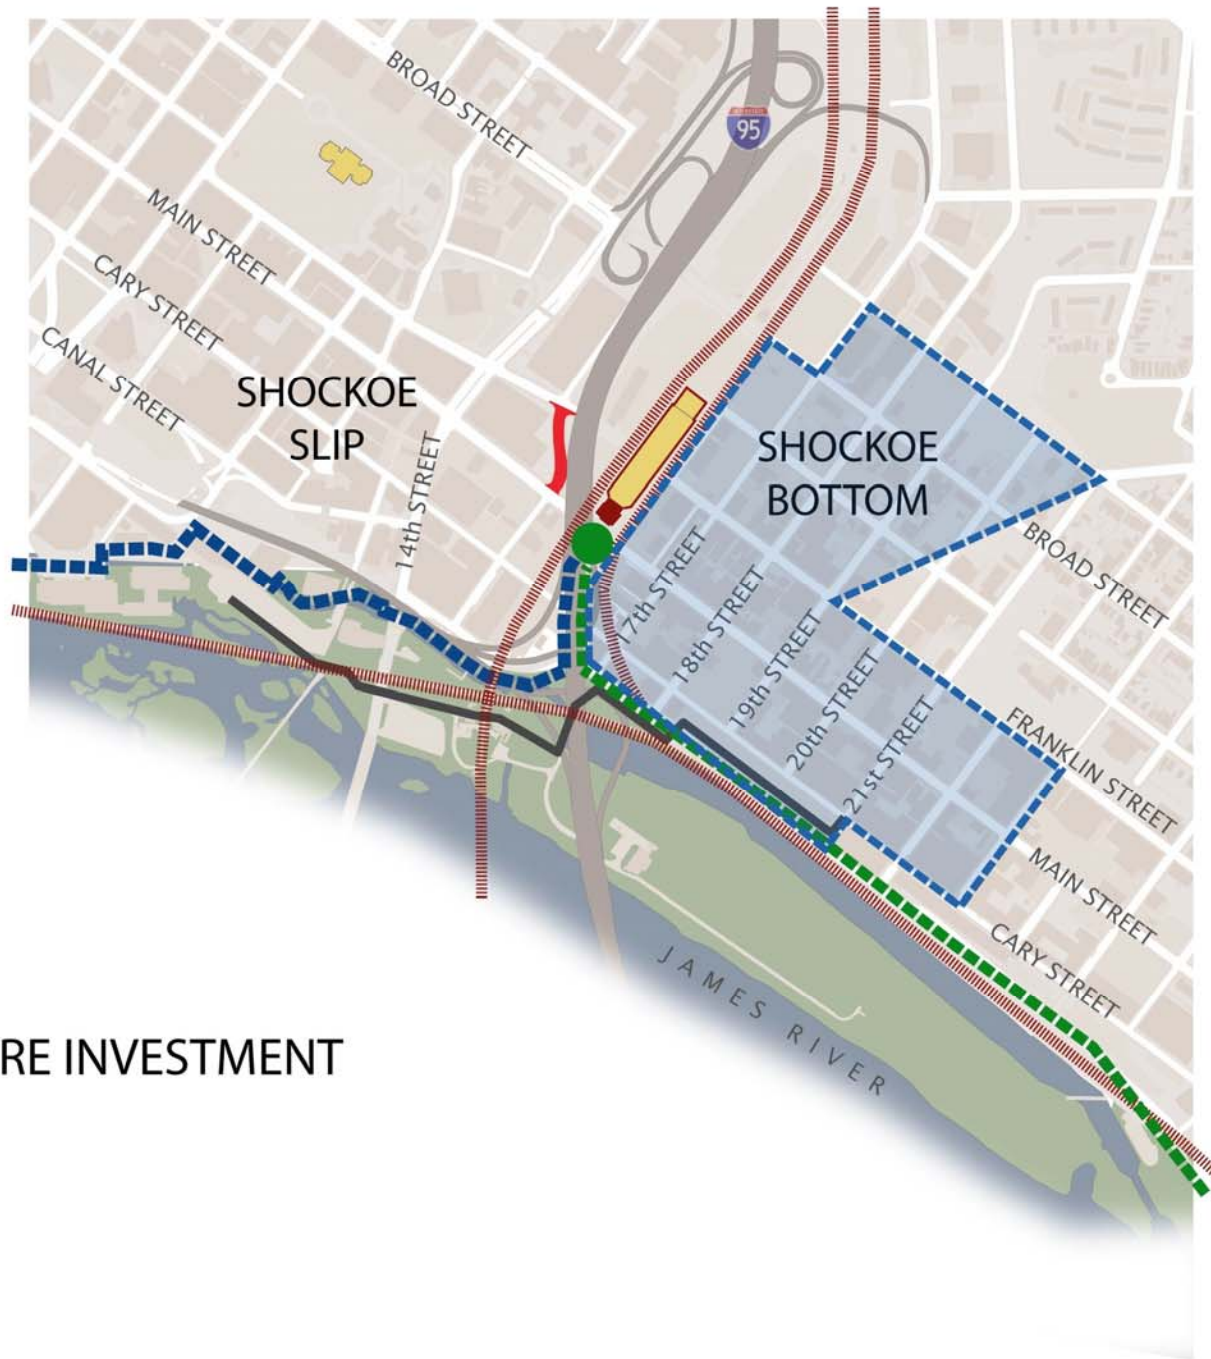 BROAD STREET
95
MAIN STREET
CARY STREET
CANAL STREET
SHOCKOE
SLIP
14th STREET
SHOCKOE
BOTTOM
17th STREET
18th STREET
19th STREET
20th STREET
21st STREET
BROAD STREET
FRANKLIN STREET
MAIN STREET
CARY STREET
JAMES RIVER
RE INVESTMENT